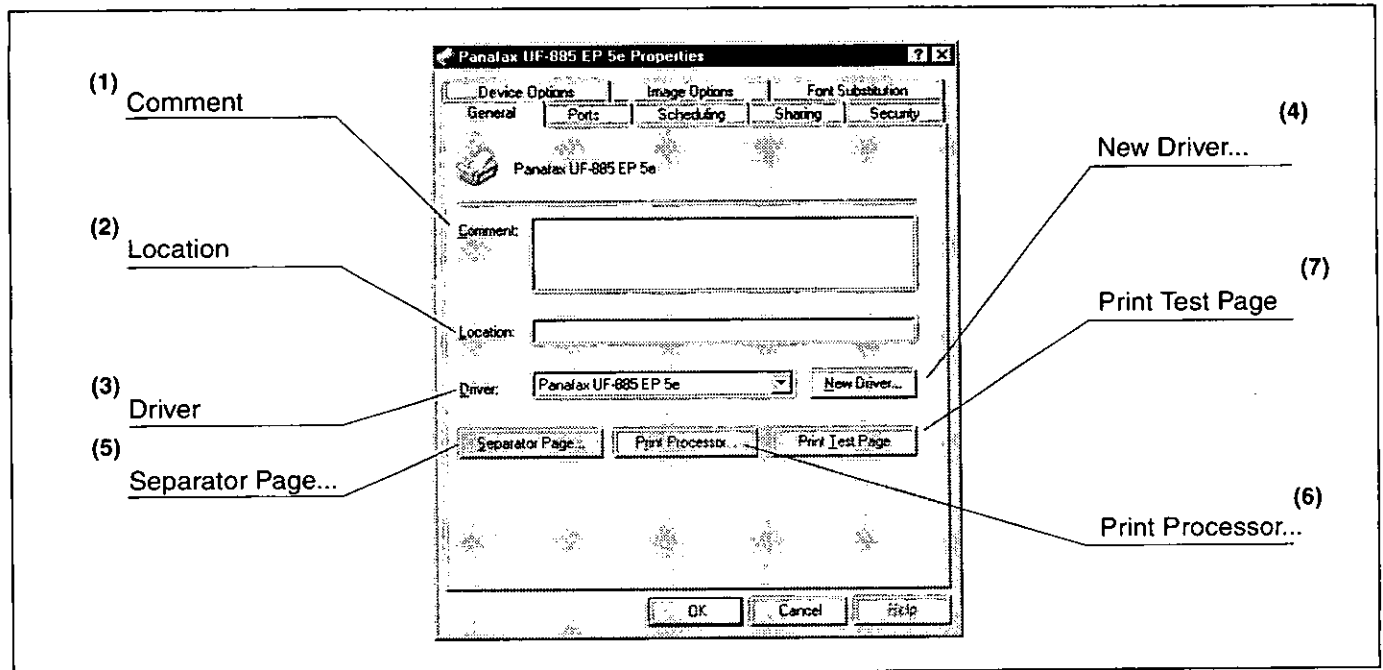 Panafax UF-885 EP 5e Properties
Device Options Image Options Font Substitution
General Ports Scheduling Sharing Security
Panafax UF-885 EP 5e
Comment:
Location:
Driver: Panafax UF-885 EP 5e New Driver...
Separator Page... Print Processor... Print Test Page
OK Cancel Help
(1)
Comment
(2)
Location
(3)
Driver
(5)
Separator Page...
(4)
New Driver...
(7)
Print Test Page
(6)
Print Processor...